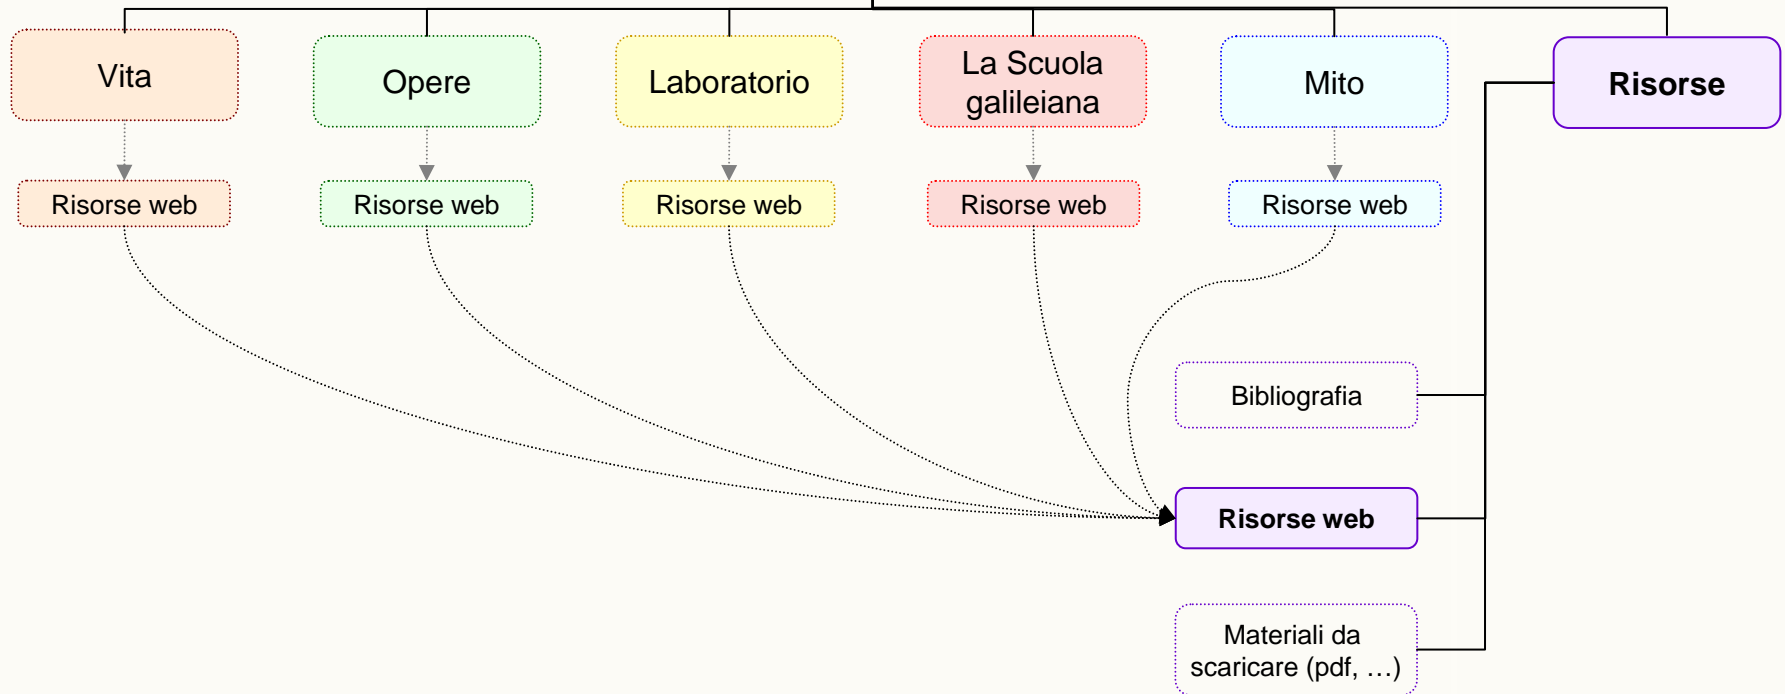 Vita
Opere
Laboratorio
La Scuola
galileiana
Mito
Risorse
Risorse web
Risorse web
Risorse web
Risorse web
Risorse web
Bibliografia
Risorse web
Materiali da
scaricare (pdf, …)